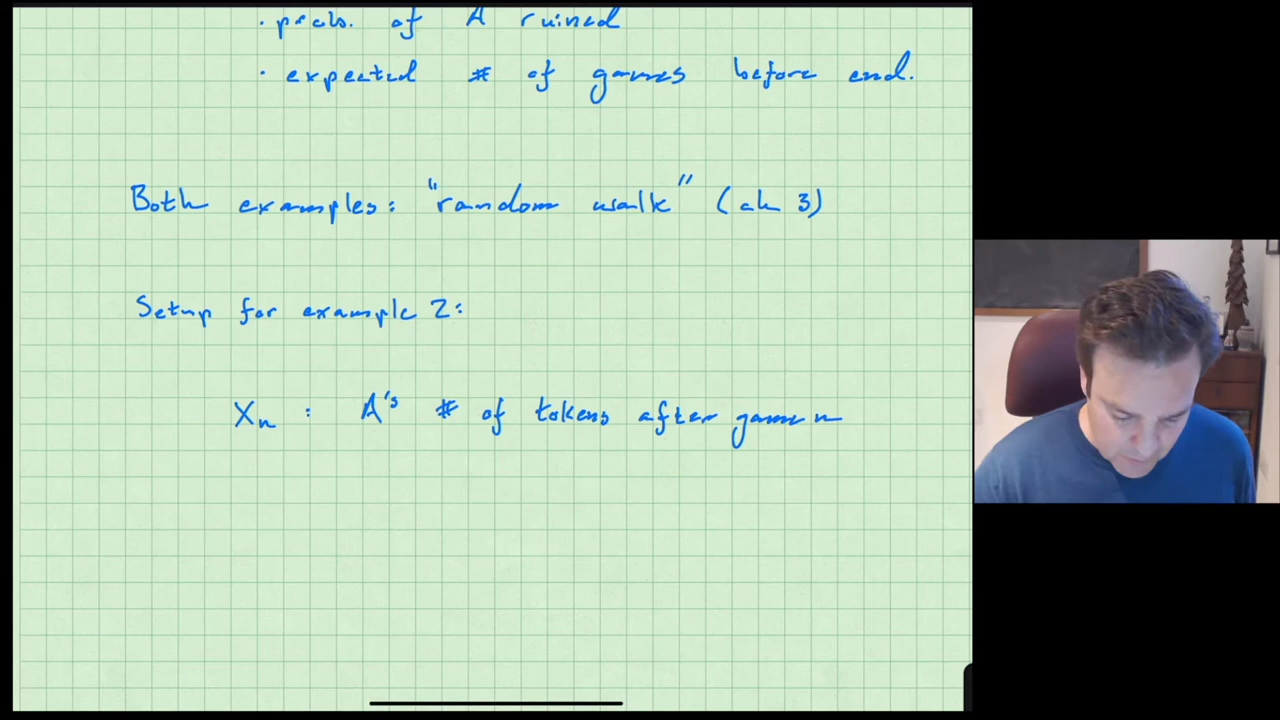 · prob. of A ruined
· expected # of games before end.
Both examples: "random walk" (ch 3)
Setup for example 2:
Xn : A's # of tokens after game n